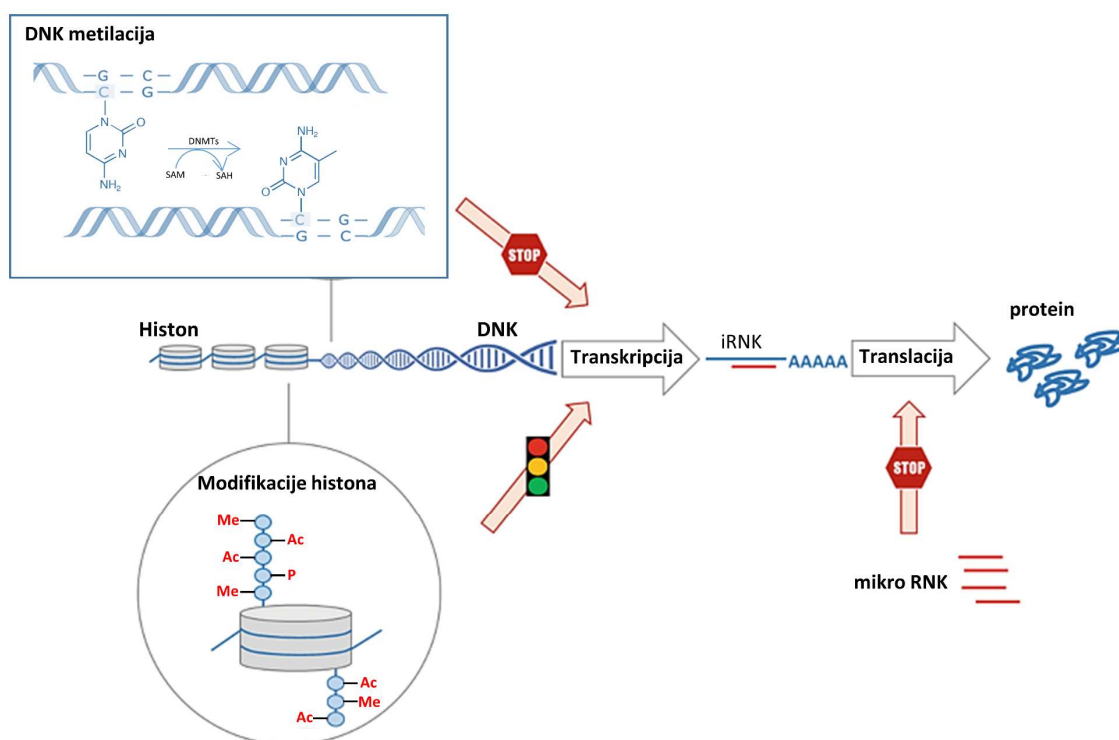 DNK metilacija
G C
C G
N
O
N
NH₂
DNMTs
SAM SAH
NH₂
N
O
N
C G
G C
STOP
Histon
DNK
Transkripcija
iRNK
AAAAA
Translacija
protein
Modifikacije histona
Me
Ac
Ac
P
Me
Ac
Me
Ac
STOP
mikro RNK